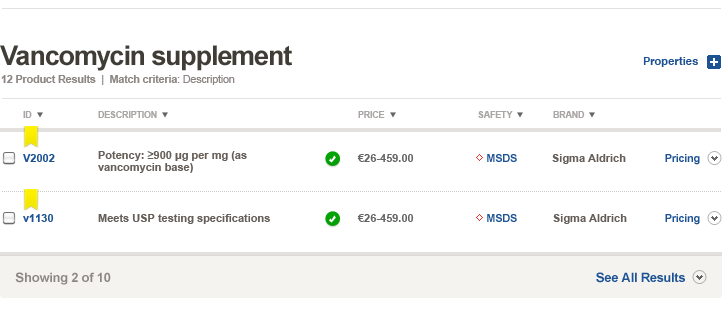 Vancomycin supplement
Properties
12 Product Results | Match criteria: Description
ID DESCRIPTION PRICE SAFETY BRAND
V2002 Potency: ≥900 μg per mg (as vancomycin base) €26-459.00 MSDS Sigma Aldrich Pricing
v1130 Meets USP testing specifications €26-459.00 MSDS Sigma Aldrich Pricing
Showing 2 of 10 See All Results